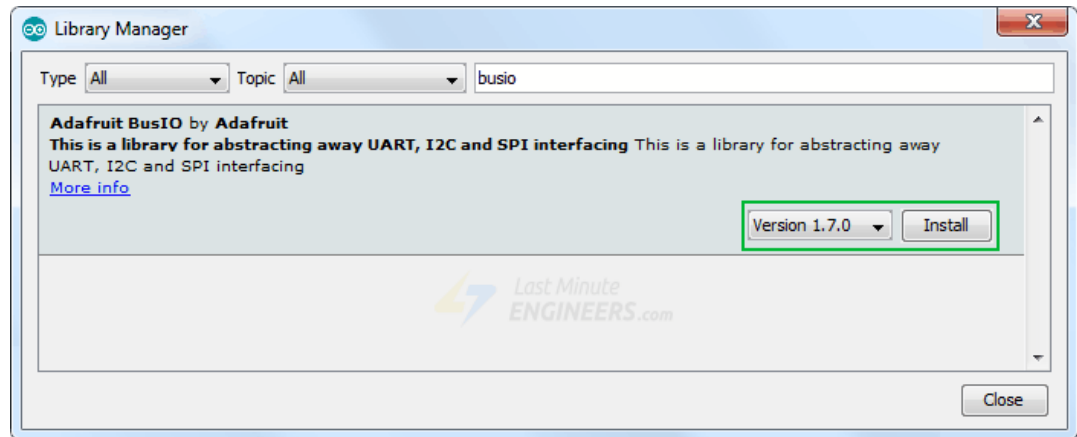 Library Manager
Type All Topic All busio
Adafruit BusIO by Adafruit
This is a library for abstracting away UART, I2C and SPI interfacing This is a library for abstracting away
UART, I2C and SPI interfacing
More info
Version 1.7.0 Install
Last Minute
ENGINEERS.com
Close